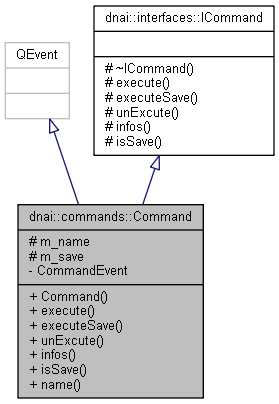 dnai::interfaces::ICommand
# ~ICommand()
# execute()
# executeSave()
# unExcute()
# infos()
# isSave()
QEvent
dnai::commands::Command
# m_name
# m_save
- CommandEvent
+ Command()
+ execute()
+ executeSave()
+ unExcute()
+ infos()
+ isSave()
+ name()